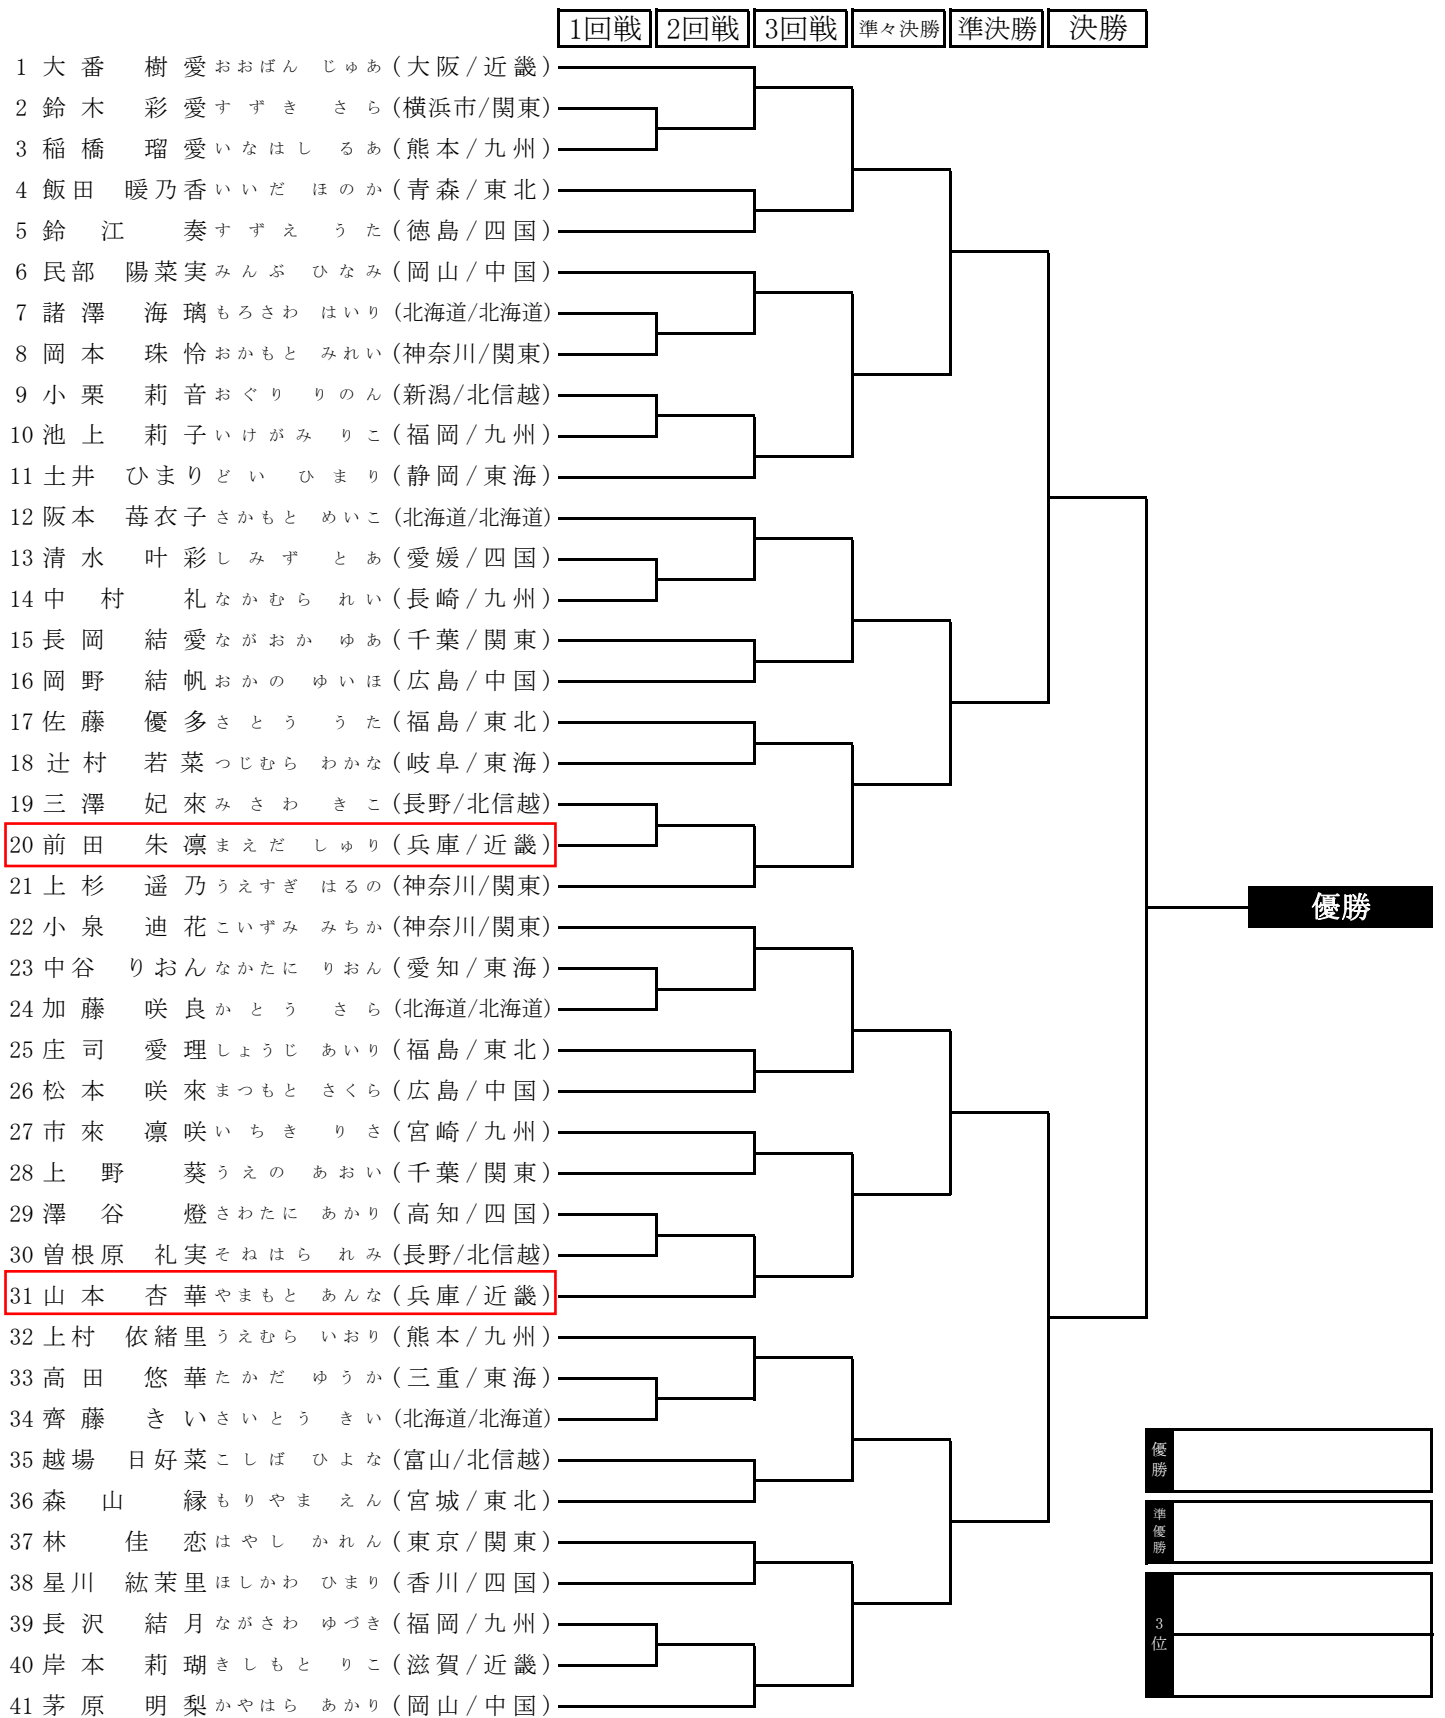 1回戦 2回戦 3回戦 準々決勝 準決勝 決勝
1 大番 樹愛 おおばん じゅあ (大阪/近畿)
2 鈴木 彩愛 すずき さら (横浜市/関東)
3 稲橋 瑠愛 いなはし るあ (熊本/九州)
4 飯田 暖乃香 いいだ ほのか (青森/東北)
5 鈴江 奏 すずえ うた (徳島/四国)
6 民部 陽菜実 みんぶ ひなみ (岡山/中国)
7 諸澤 海璃 もろさわ はいり (北海道/北海道)
8 岡本 珠怜 おかもと みれい (神奈川/関東)
9 小栗 莉音 おぐり りのん (新潟/北信越)
10 池上 莉子 いけがみ りこ (福岡/九州)
11 土井 ひまり どい ひまり (静岡/東海)
12 阪本 苺衣子 さかもと めいこ (北海道/北海道)
13 清水 叶彩 しみず とあ (愛媛/四国)
14 中村 礼 なかむら れい (長崎/九州)
15 長岡 結愛 ながおか ゆあ (千葉/関東)
16 岡野 結帆 おかの ゆいほ (広島/中国)
17 佐藤 優多 さとう うた (福島/東北)
18 辻村 若菜 つじむら わかな (岐阜/東海)
19 三澤 妃來 みさわ きこ (長野/北信越)
20 前田 朱凛 まえだ しゅり (兵庫/近畿)
21 上杉 遥乃 うえすぎ はるの (神奈川/関東)
優勝
22 小泉 迪花 こいずみ みちか (神奈川/関東)
23 中谷 りおん なかたに りおん (愛知/東海)
24 加藤 咲良 かとう さら (北海道/北海道)
25 庄司 愛理 しょうじ あいり (福島/東北)
26 松本 咲來 まつもと さくら (広島/中国)
27 市來 凛咲 いちき りさ (宮崎/九州)
28 上野 葵 うえの あおい (千葉/関東)
29 澤谷 燈 さわたに あかり (高知/四国)
30 曽根原 礼実 そねはら れみ (長野/北信越)
31 山本 杏華 やまもと あんな (兵庫/近畿)
32 上村 依緒里 うえむら いおり (熊本/九州)
33 高田 悠華 たかだ ゆうか (三重/東海)
34 齊藤 きい さいとう きい (北海道/北海道)
35 越場 日好菜 こしば ひよな (富山/北信越)
36 森山 縁 もりやま えん (宮城/東北)
37 林 佳恋 はやし かれん (東京/関東)
38 星川 紘茉里 ほしかわ ひまり (香川/四国)
39 長沢 結月 ながさわ ゆづき (福岡/九州)
40 岸本 莉瑚 きしもと りこ (滋賀/近畿)
41 茅原 明梨 かやはら あかり (岡山/中国)
優勝
準優勝
3位